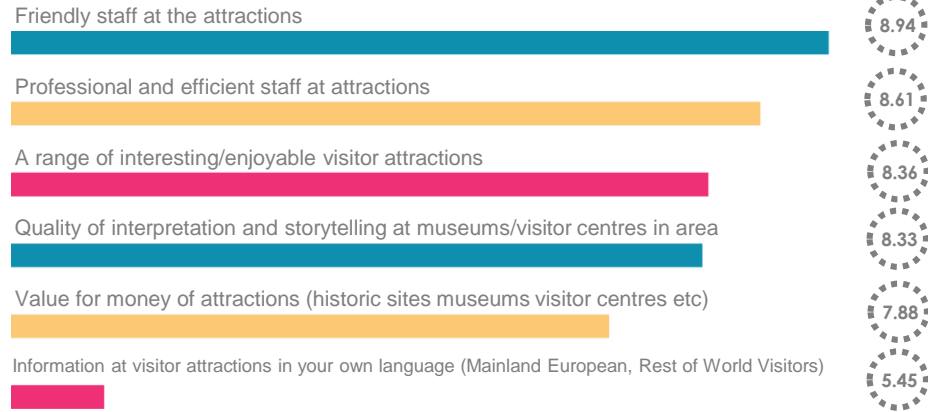 Friendly staff at the attractions
8.94
Professional and efficient staff at attractions
8.61
A range of interesting/enjoyable visitor attractions
8.36
Quality of interpretation and storytelling at museums/visitor centres in area
8.33
Value for money of attractions (historic sites museums visitor centres etc)
7.88
Information at visitor attractions in your own language (Mainland European, Rest of World Visitors)
5.45